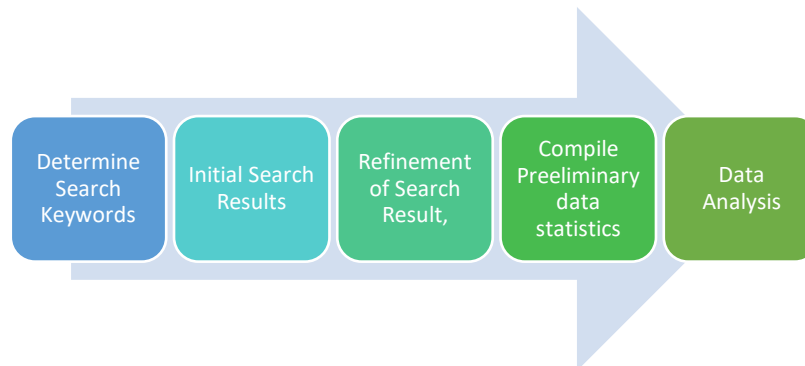 Determine
Search
Keywords
Initial Search
Results
Refinement
of Search
Result,
Compile
Preeliminary
data
statistics
Data
Analysis